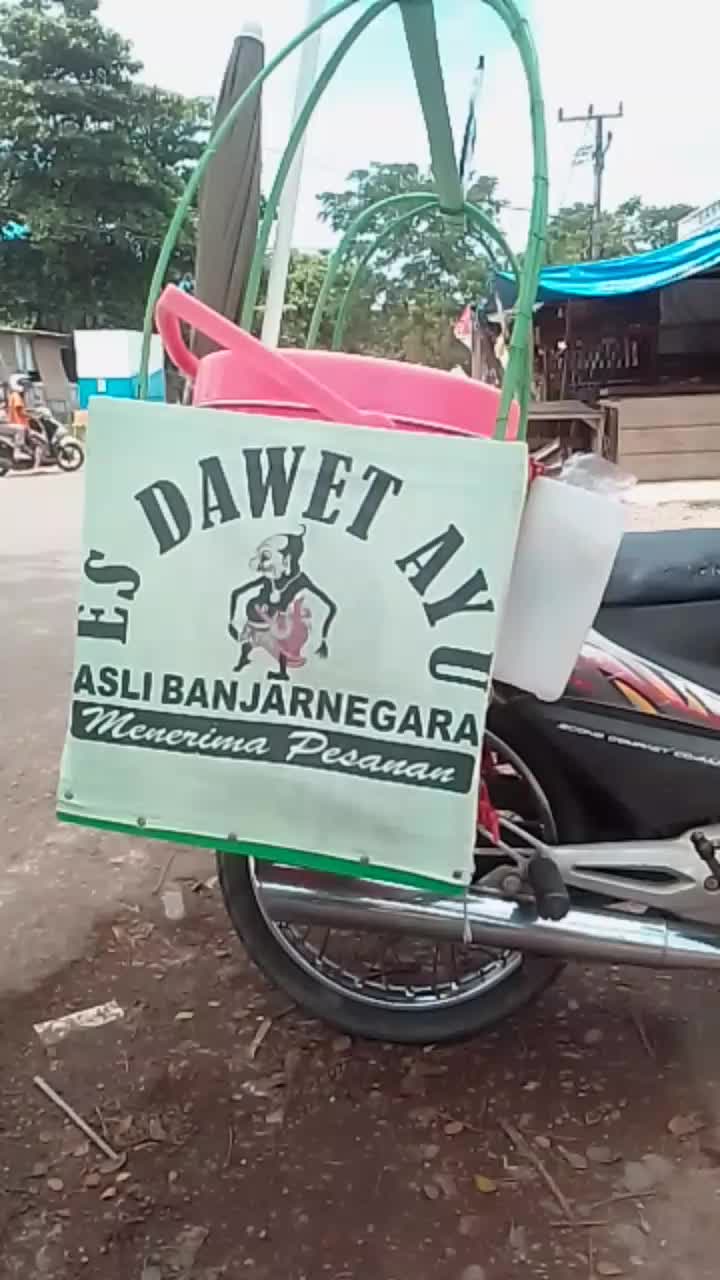 ES DAWET AYU
ASLI BANJARNEGARA
Menerima Pesanan